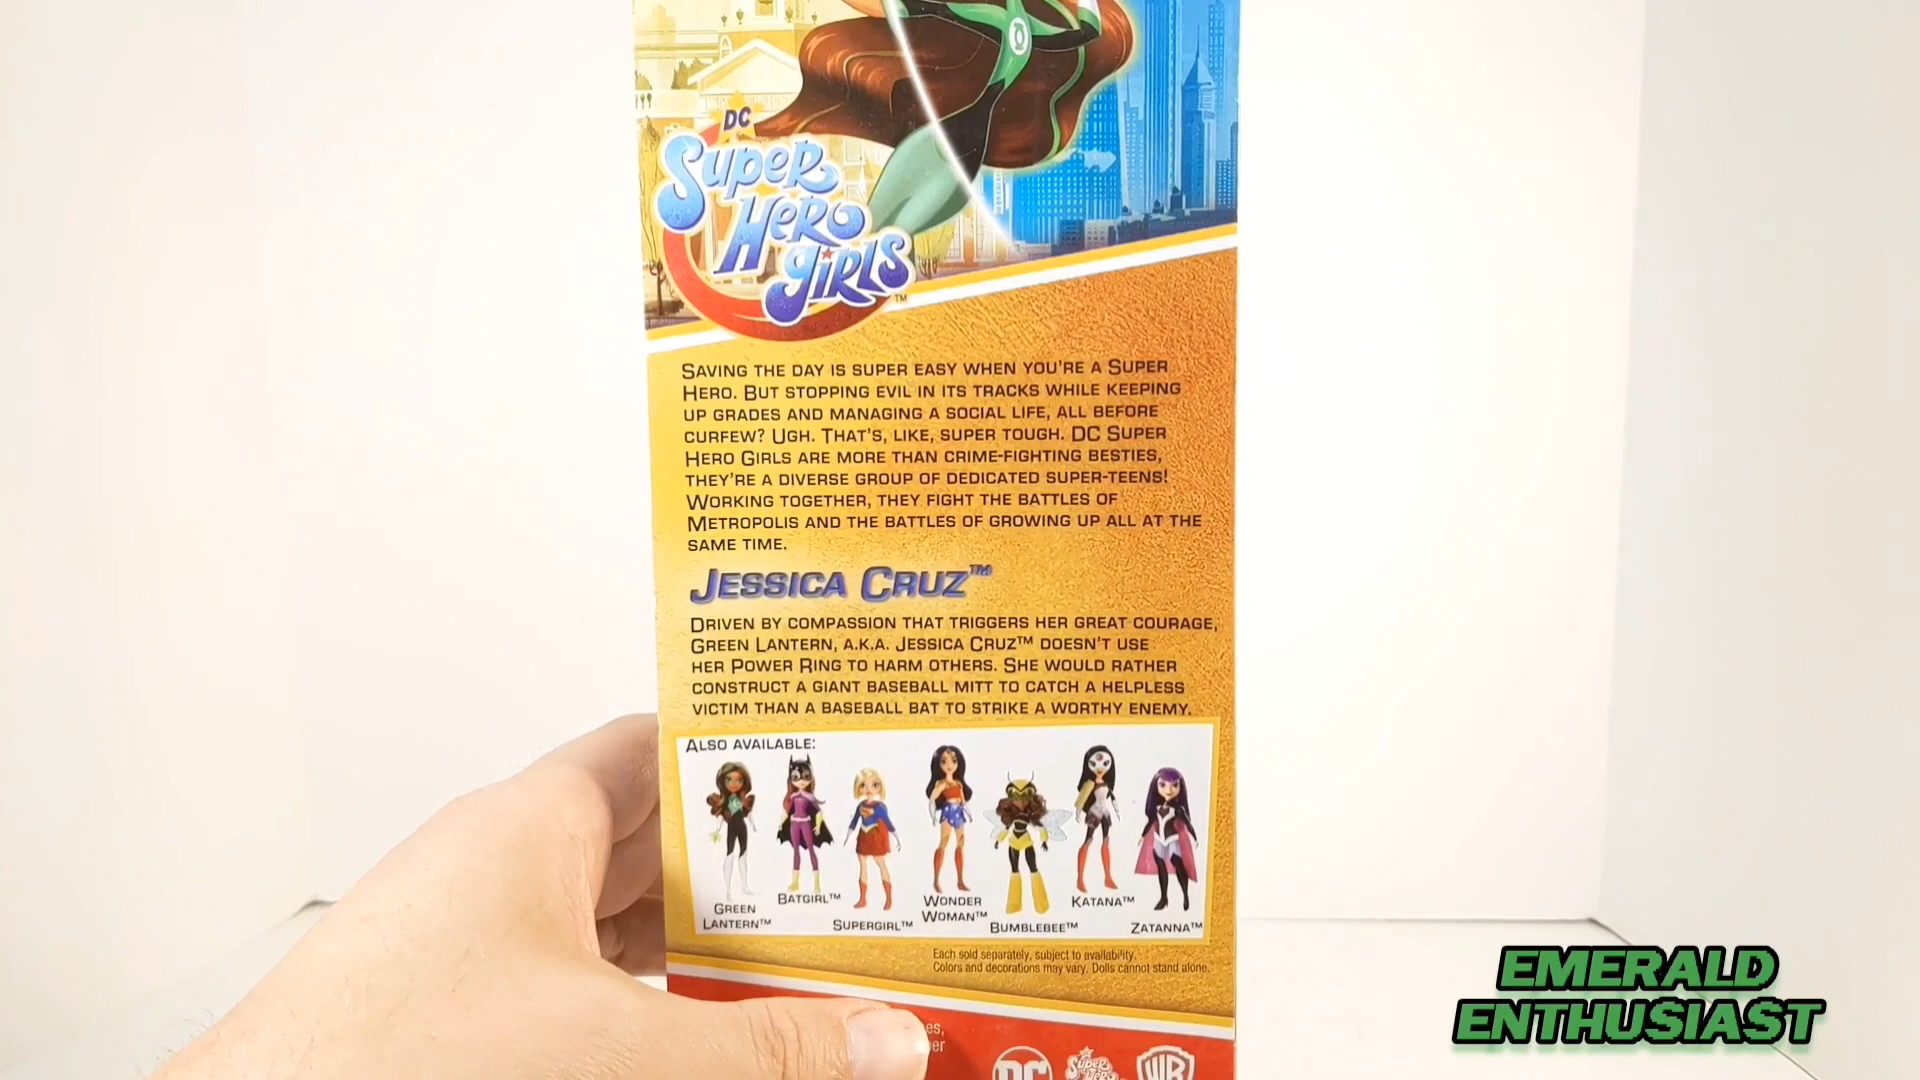 DC
Super
Hero
Girls™
Saving the day is super easy when you're a Super
Hero. But stopping evil in its tracks while keeping
up grades and managing a social life, all before
curfew? Ugh. That's, like, super tough. DC Super
Hero Girls are more than crime-fighting besties,
they're a diverse group of dedicated super-teens!
Working together, they fight the battles of
Metropolis and the battles of growing up all at the
same time.
Jessica Cruz™
Driven by compassion that triggers her great courage,
Green Lantern, a.k.a. Jessica Cruz™ doesn't use
her Power Ring to harm others. She would rather
construct a giant baseball mitt to catch a helpless
victim than a baseball bat to strike a worthy enemy.
Also available:
Green
Lantern™
Batgirl™
Supergirl™
Wonder
Woman™
Bumblebee™
Katana™
Zatanna™
Each sold separately, subject to availability.
Colors and decorations may vary. Dolls cannot stand alone.
DC
Super
Hero
WB
EMERALD
ENTHUSIAST